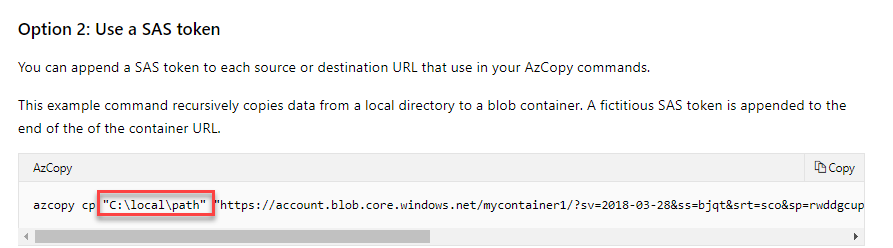 Option 2: Use a SAS token
You can append a SAS token to each source or destination URL that use in your AzCopy commands.
This example command recursively copies data from a local directory to a blob container. A fictitious SAS token is appended to the
end of the of the container URL.
AzCopy Copy
azcopy cp "C:\local\path" "https://account.blob.core.windows.net/mycontainer1/?sv=2018-03-28&ss=bjqt&srt=sco&sp=rwddgcup